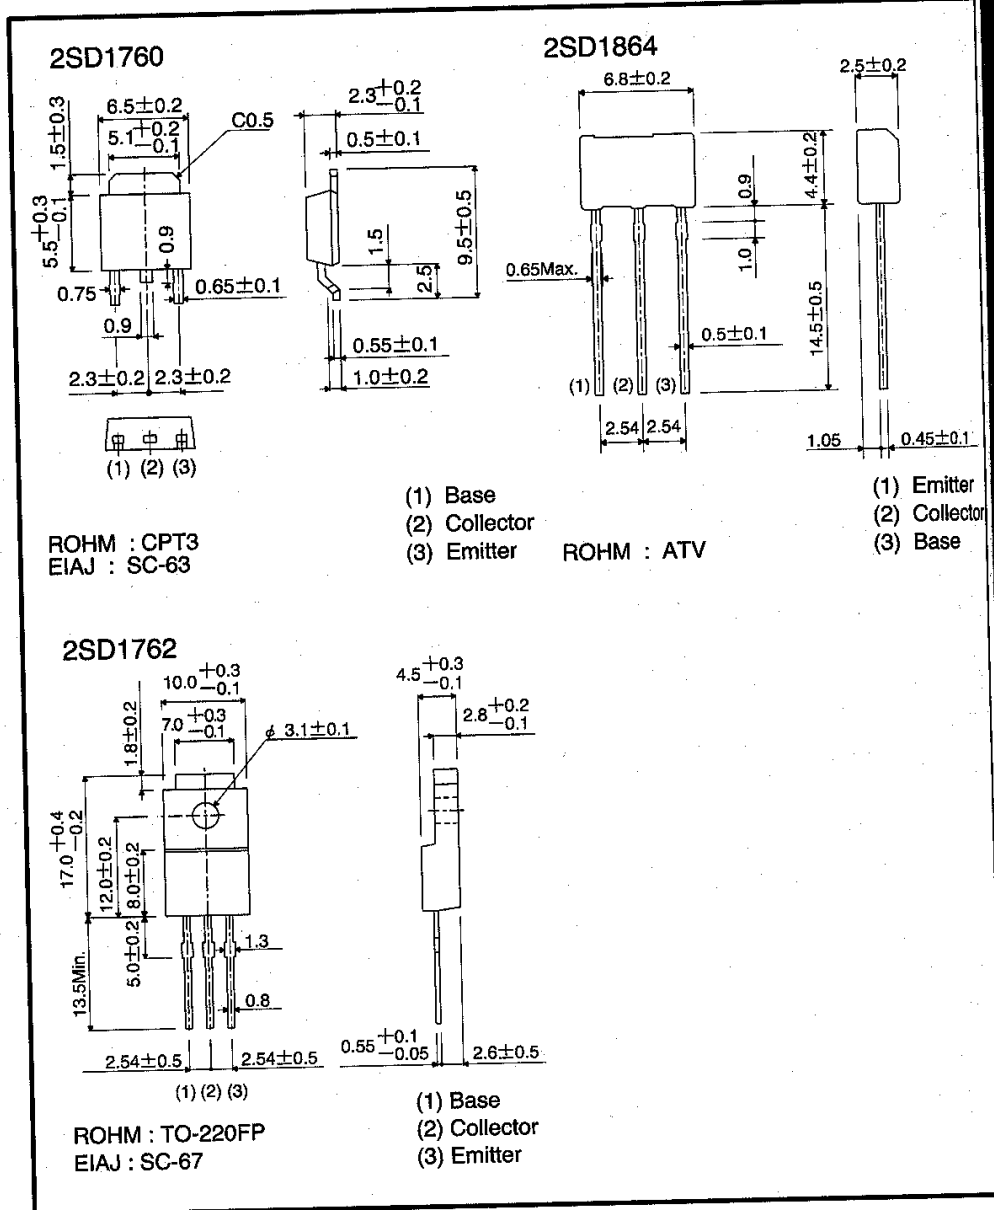 2SD1760
6.5±0.2
5.1+0.2−0.1
C0.5
1.5±0.3
5.5+0.3−0.1
0.9
0.75
0.65±0.1
0.9
2.3±0.2
2.3±0.2
(1) (2) (3)
2.3+0.2−0.1
0.5±0.1
9.5±0.5
1.5
2.5
0.55±0.1
1.0±0.2
(1) Base
(2) Collector
(3) Emitter
ROHM : CPT3
EIAJ : SC-63
2SD1864
6.8±0.2
2.5±0.2
4.4±0.2
0.9
1.0
0.65Max.
14.5±0.5
0.5±0.1
(1) (2) (3)
2.54
2.54
1.05
0.45±0.1
(1) Emitter
(2) Collector
(3) Base
ROHM : ATV
2SD1762
10.0+0.3−0.1
7.0+0.3−0.1
φ 3.1±0.1
1.8±0.2
17.0+0.4−0.2
12.0±0.2
8.0±0.2
5.0±0.2
13.5Min.
1.3
0.8
2.54±0.5
2.54±0.5
(1) (2) (3)
4.5+0.3−0.1
2.8+0.2−0.1
0.55+0.1−0.05
2.6±0.5
(1) Base
(2) Collector
(3) Emitter
ROHM : TO-220FP
EIAJ : SC-67